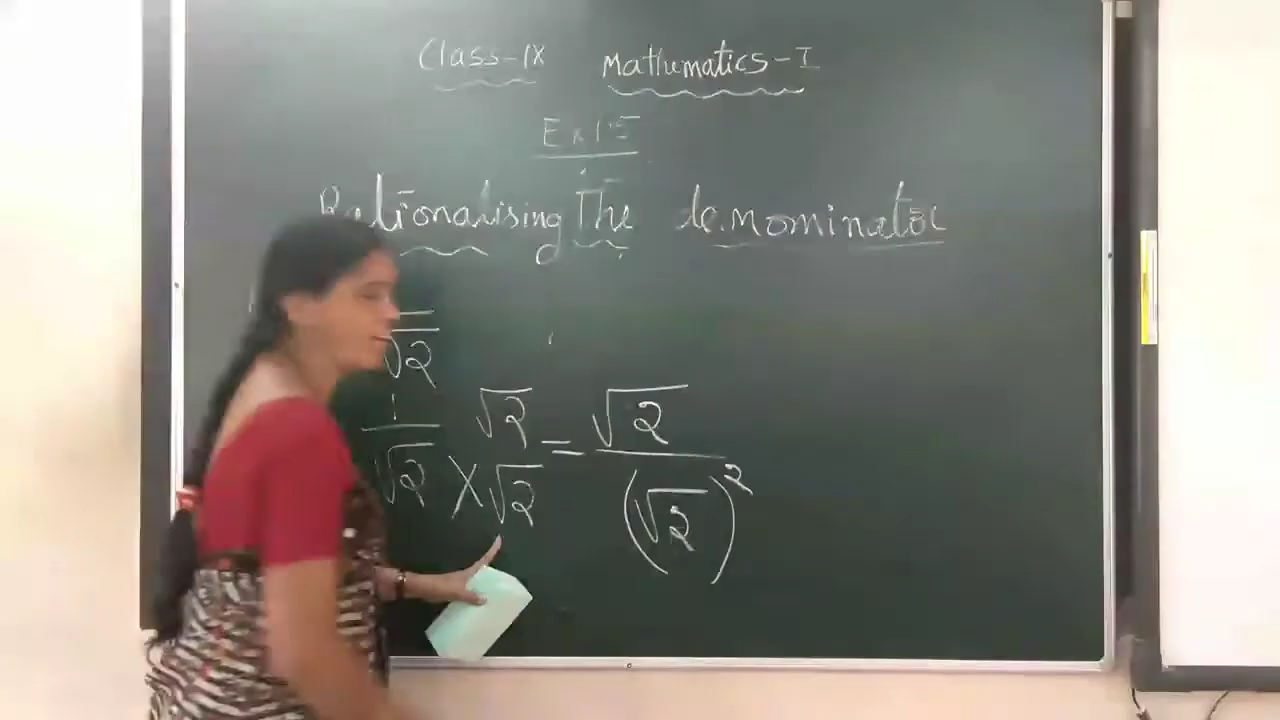 Class-IX Mathematics-I
Ex 1.5
Rationalising The denominator
√2
1/√2 × √2/√2 = √2/(√2)²